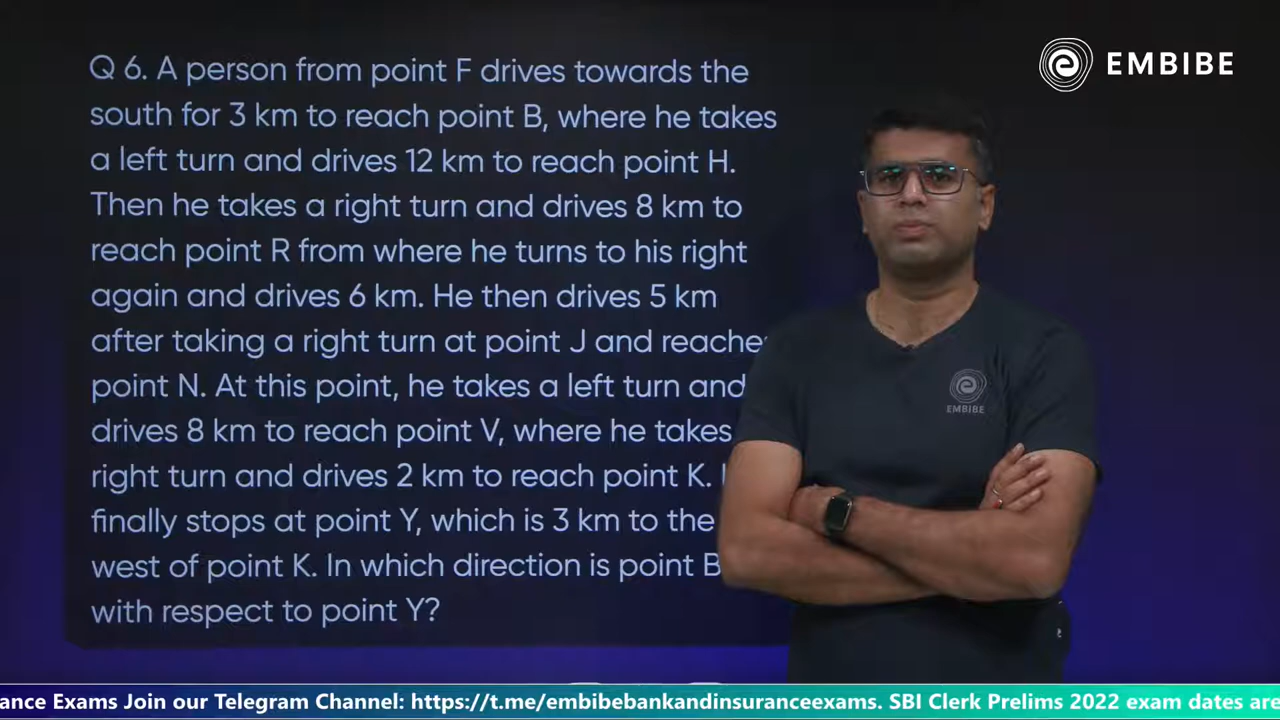 Q 6. A person from point F drives towards the
south for 3 km to reach point B, where he takes
a left turn and drives 12 km to reach point H.
Then he takes a right turn and drives 8 km to
reach point R from where he turns to his right
again and drives 6 km. He then drives 5 km
after taking a right turn at point J and
point N. At this point, he takes a left turn and
drives 8 km to reach point V, where he takes
right turn and drives 2 km to reach point K.
finally stops at point Y, which is 3 km to the
west of point K. In which direction is point B
with respect to point Y?
EMBIBE
EMBIBE
ance Exams Join our Telegram Channel: https://t.me/embibebankandinsuranceexams. SBI Clerk Prelims 2022 exam dates are